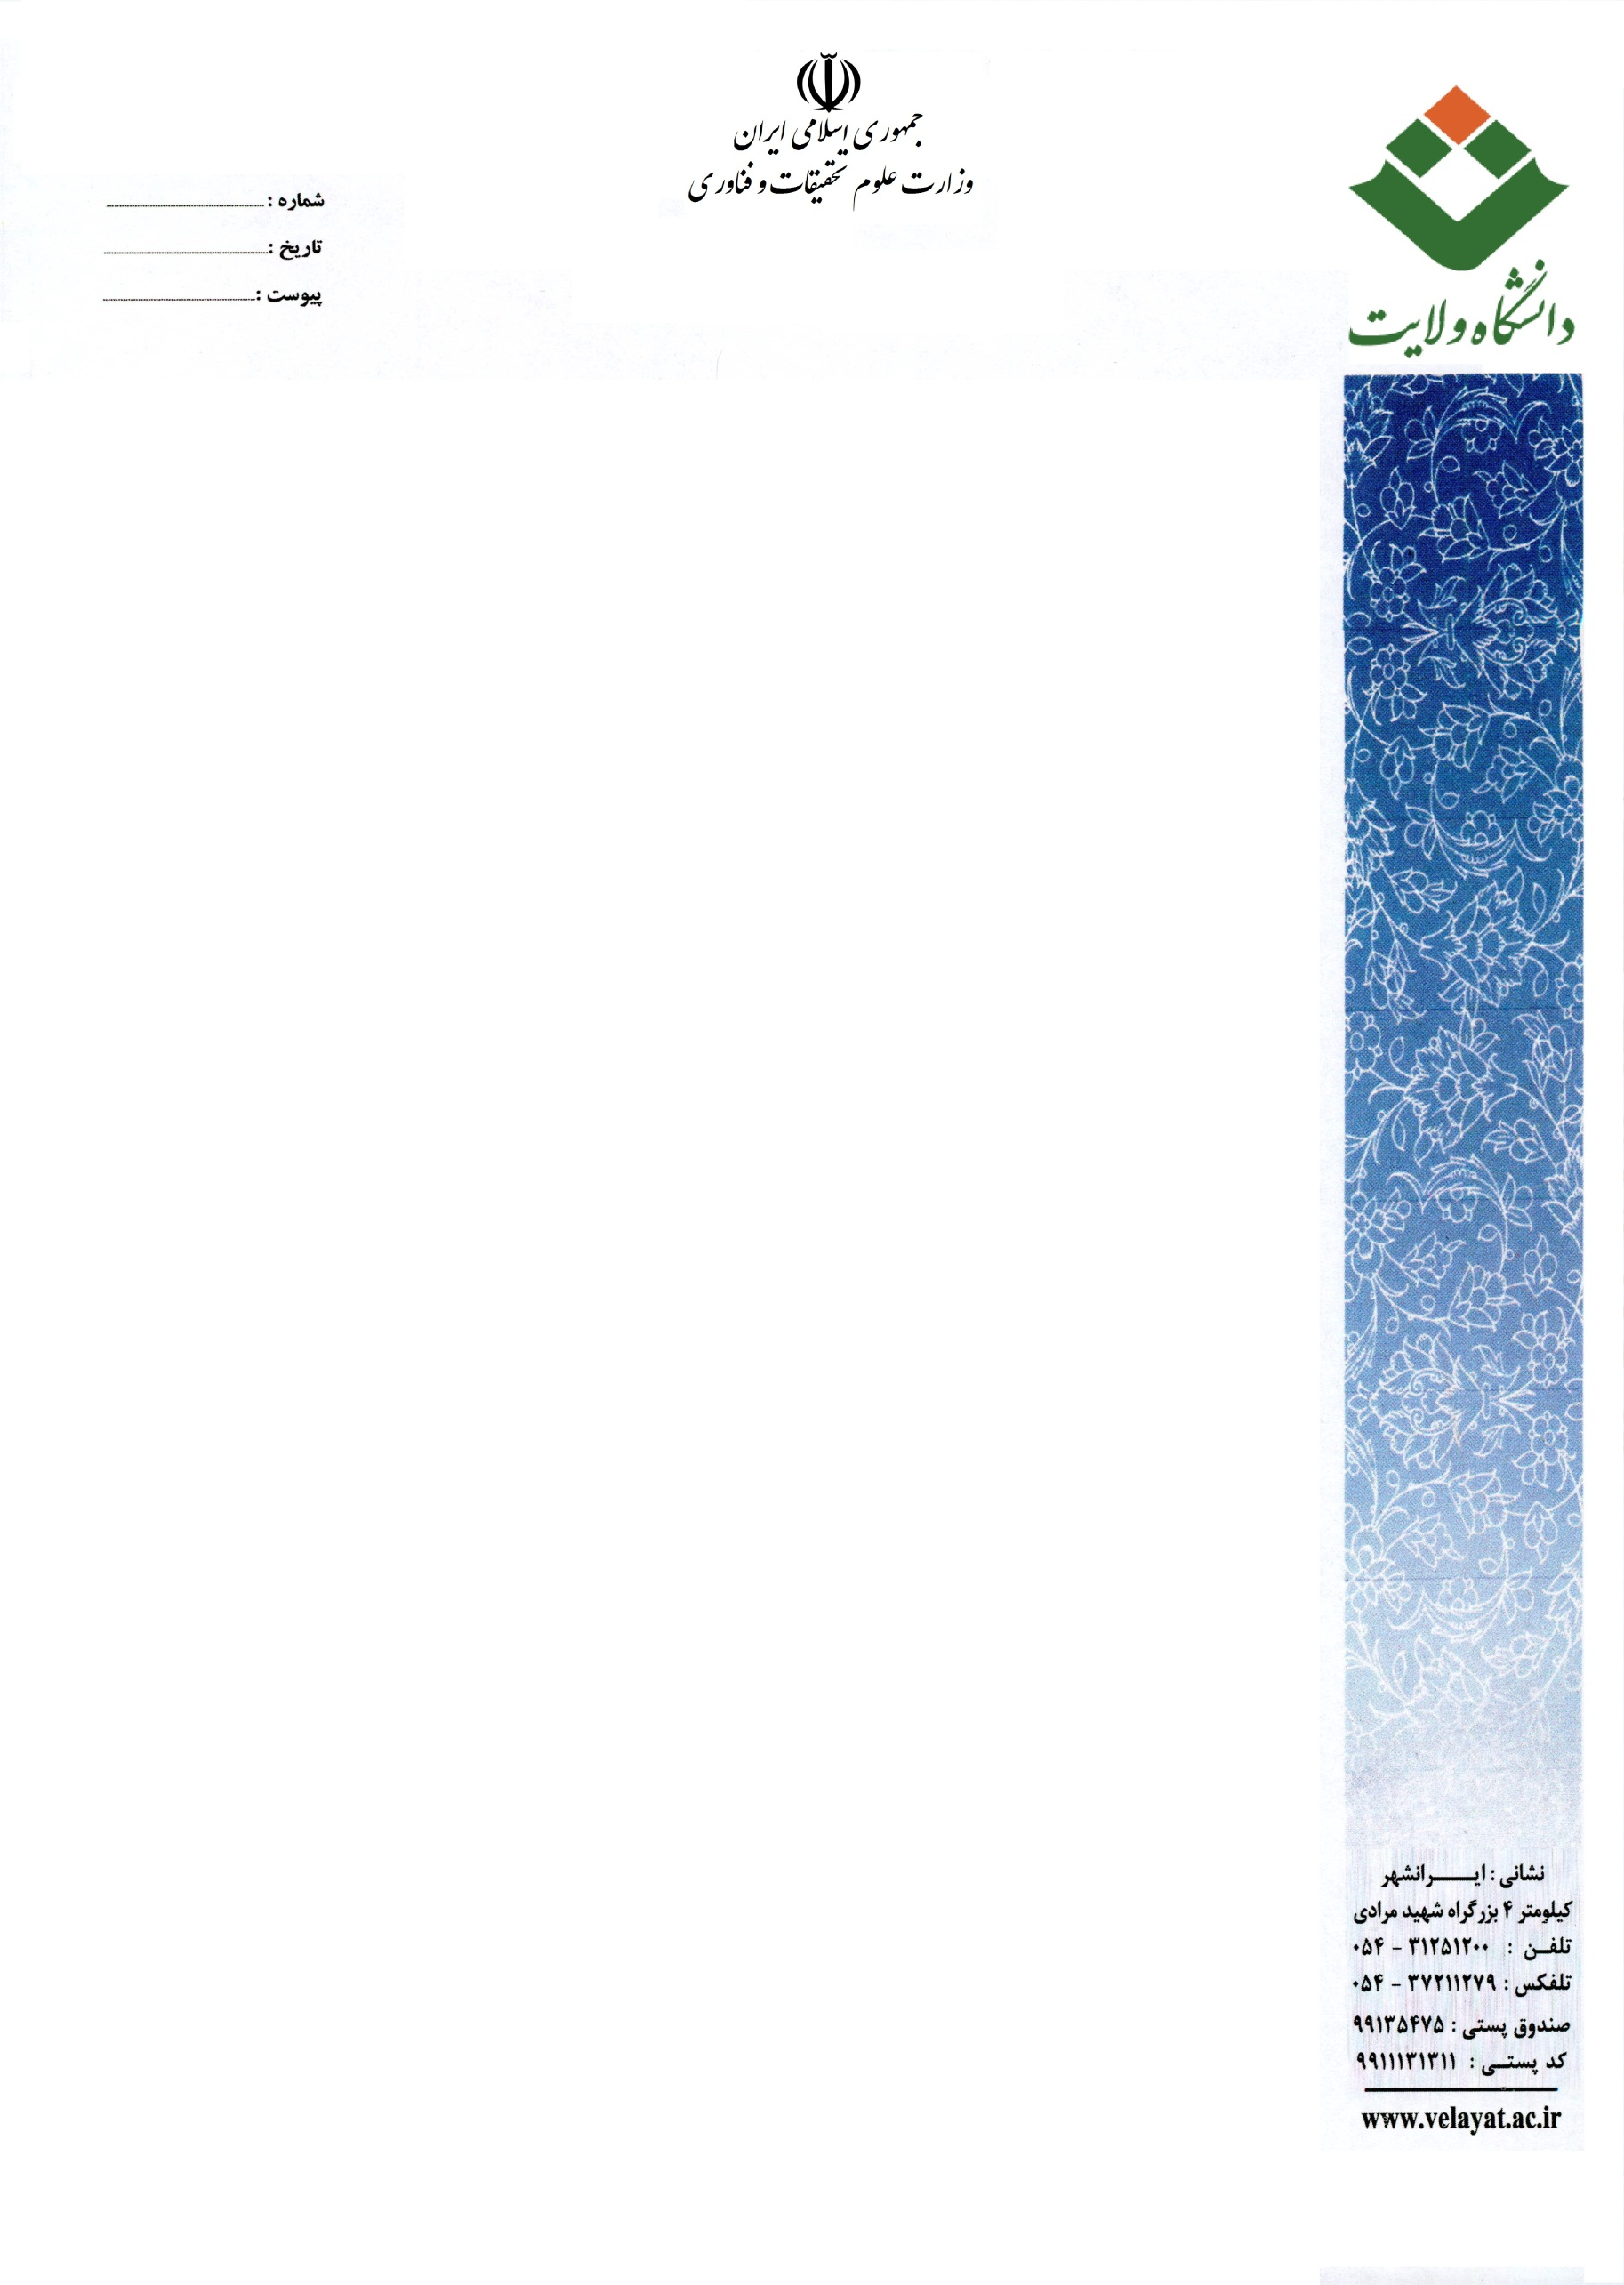 جمهوری اسلامی ایران
وزارت علوم تحقیقات و فناوری
شماره :
تاریخ :
پیوست :
دانشگاه ولایت
نشانی : ایـــــرانشهر
کیلومتر ۴ بزرگراه شهید مرادی
تلفـن : ۳۱۲۵۱۲۰۰ - ۰۵۴
تلفکس : ۳۷۲۱۱۲۷۹ - ۰۵۴
صندوق پستی : ۹۹۱۳۵۴۷۵
کد پستـی : ۹۹۱۱۱۳۱۳۱۱
www.velayat.ac.ir